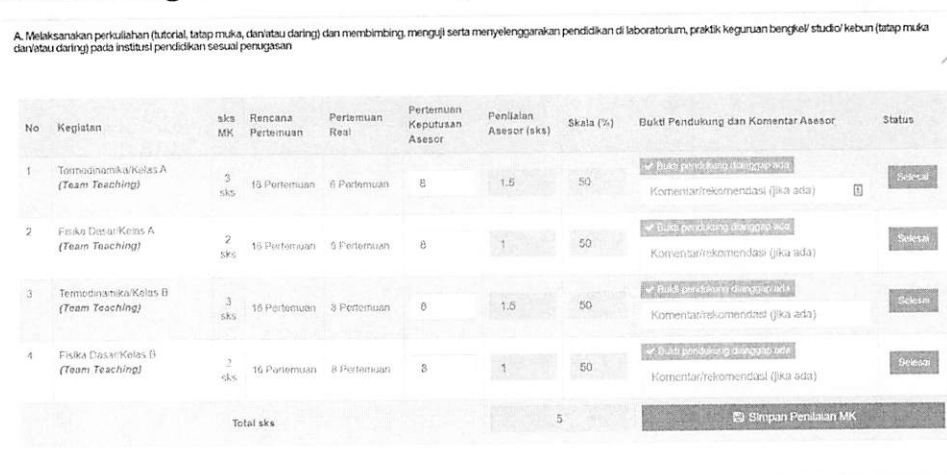 A. Melaksanakan perkuliahan (tutorial, tatap muka, dan/atau daring) dan membimbing, menguji serta menyelenggarakan pendidikan di laboratorium, praktik keguruan bengkel/ studio/ kebun (tatap muka
dan/atau daring) pada institusi pendidikan sesuai penugasan
No Kegiatan sks MK Rencana Pertemuan Pertemuan Real Pertemuan Keputusan Asesor Penilaian Asesor (sks) Skala (%) Bukti Pendukung dan Komentar Asesor Status
1 Termodinamika/Kelas A (Team Teaching) 3 sks 16 Pertemuan Pertemuan 8 1.5 50 Bukti pendukung dianggap ada Komentar/rekomendasi (jika ada) Selesai
2 Fisika Dasar/Kelas A (Team Teaching) 2 sks 16 Pertemuan Pertemuan 8 1 50 Bukti pendukung dianggap ada Komentar/rekomendasi (jika ada) Selesai
3 Termodinamika/Kelas B (Team Teaching) 3 sks 16 Pertemuan 8 Pertemuan 8 1.5 50 Bukti pendukung dianggap ada Komentar/rekomendasi (jika ada) Selesai
4 Fisika Dasar/Kelas B (Team Teaching) 2 sks 16 Pertemuan 8 Pertemuan 8 1 50 Bukti pendukung dianggap ada Komentar/rekomendasi (jika ada) Selesai
Total sks 5 Simpan Penilaian MK